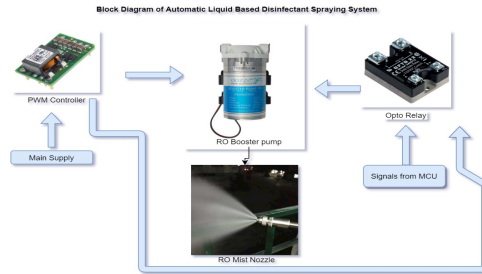 Block Diagram of Automatic Liquid Based Disinfectant Spraying System
PWM Controller
RO Booster pump
Opto Relay
Main Supply
Signals from MCU
RO Mist Nozzle